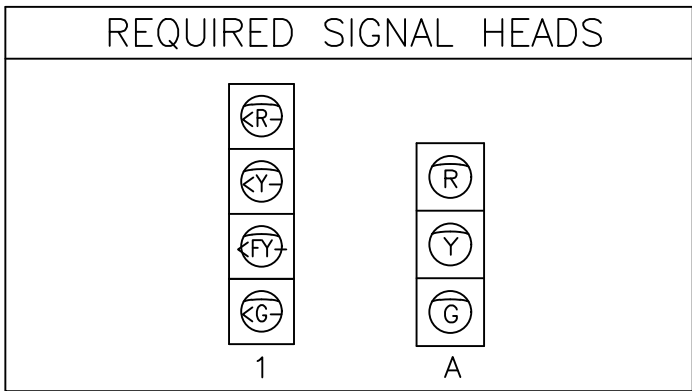 REQUIRED SIGNAL HEADS
<R-
<Y-
<FY-
<G-
1
R
Y
G
A